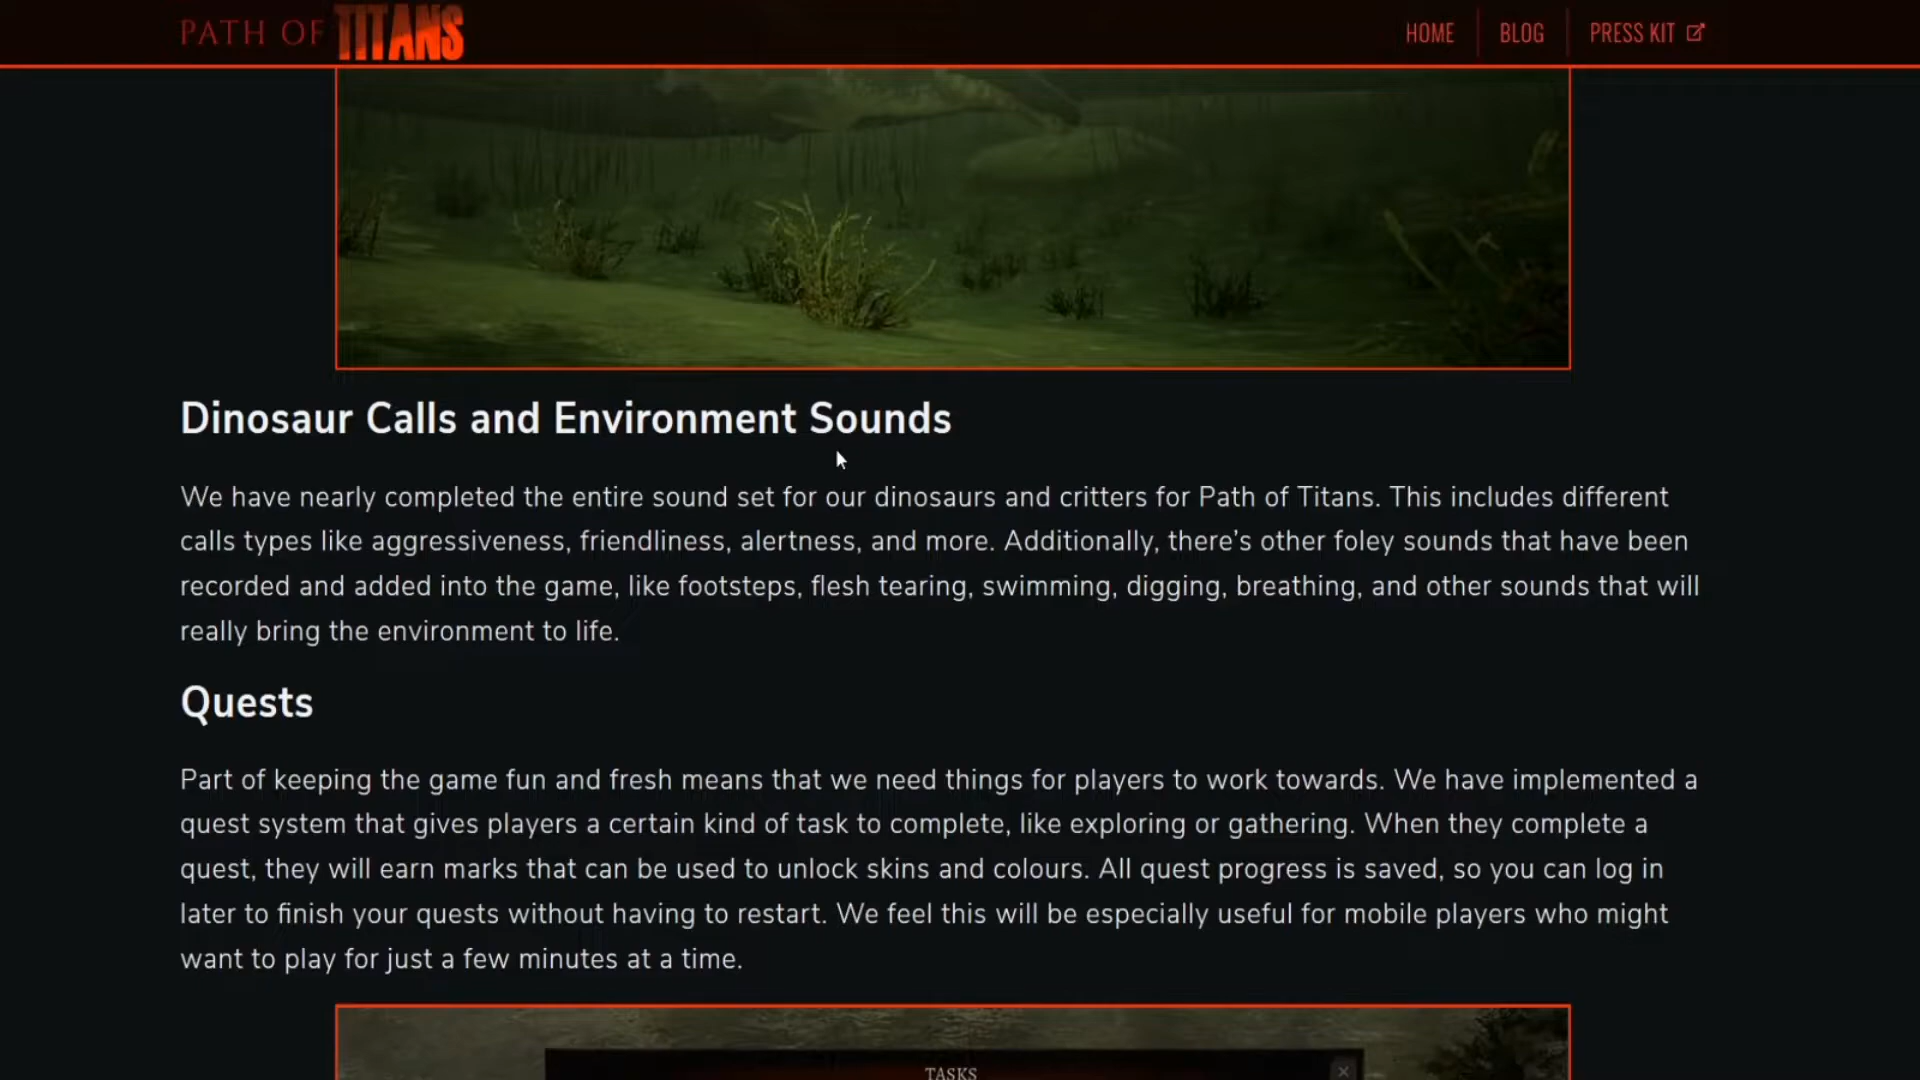 PATH OF TITANS
HOME
BLOG
PRESS KIT
Dinosaur Calls and Environment Sounds
We have nearly completed the entire sound set for our dinosaurs and critters for Path of Titans. This includes different
calls types like aggressiveness, friendliness, alertness, and more. Additionally, there’s other foley sounds that have been
recorded and added into the game, like footsteps, flesh tearing, swimming, digging, breathing, and other sounds that will
really bring the environment to life.
Quests
Part of keeping the game fun and fresh means that we need things for players to work towards. We have implemented a
quest system that gives players a certain kind of task to complete, like exploring or gathering. When they complete a
quest, they will earn marks that can be used to unlock skins and colours. All quest progress is saved, so you can log in
later to finish your quests without having to restart. We feel this will be especially useful for mobile players who might
want to play for just a few minutes at a time.
TASKS